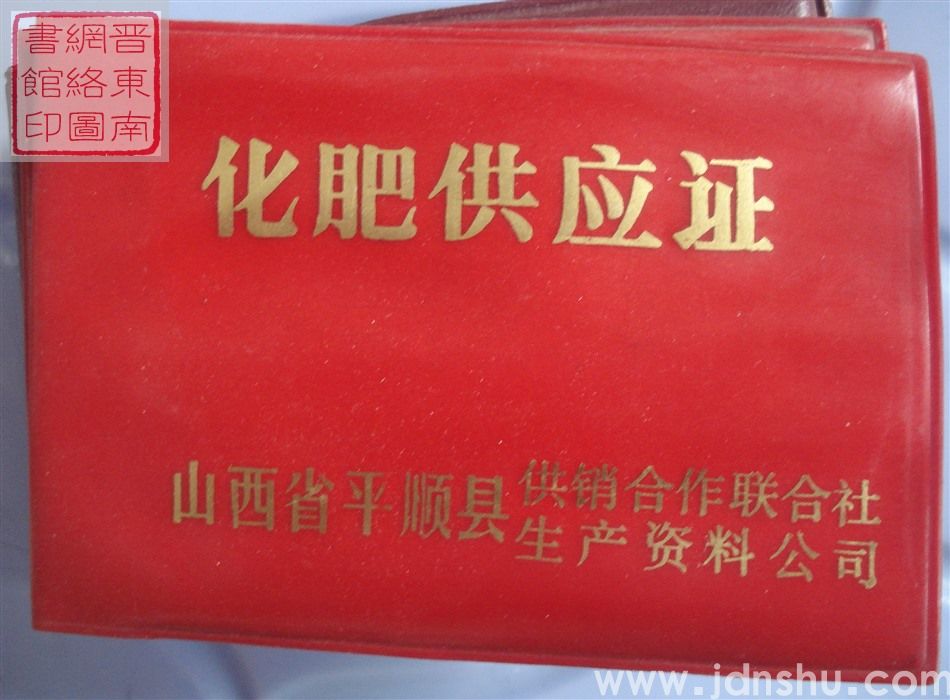 晋東南
網絡圖
書館印
化肥供应证
山西省平顺县供销合作联合社
生产资料公司
www.jdnshu.com